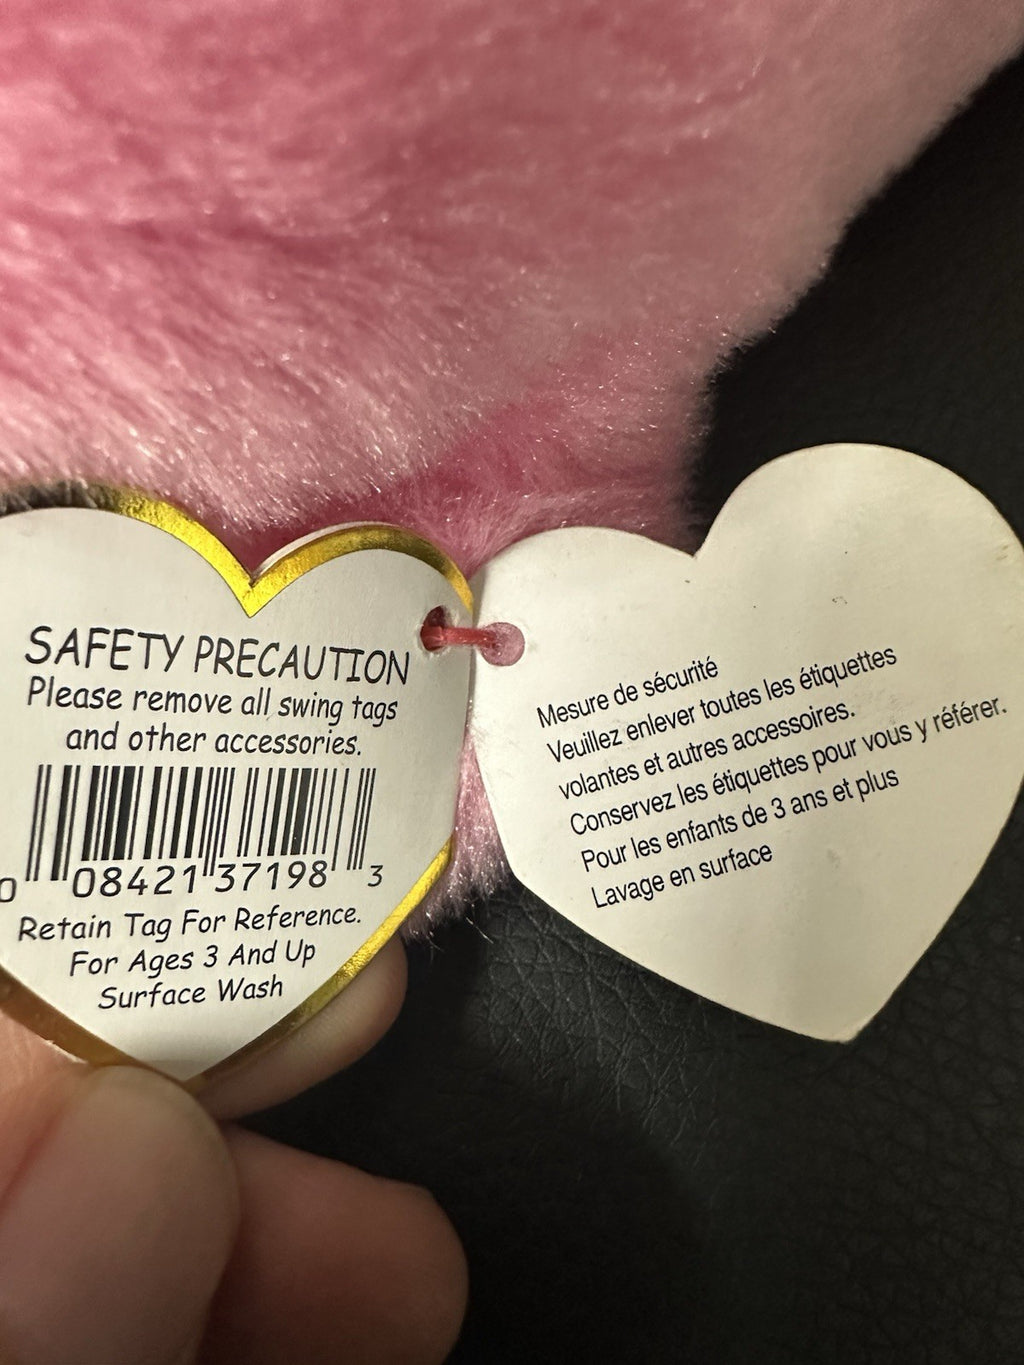 SAFETY PRECAUTION
Please remove all swing tags
and other accessories.
0 08421 37198 3
Retain Tag For Reference.
For Ages 3 And Up
Surface Wash
Mesure de sécurité
Veuillez enlever toutes les étiquettes
volantes et autres accessoires.
Conservez les étiquettes pour vous y référer.
Pour les enfants de 3 ans et plus
Lavage en surface